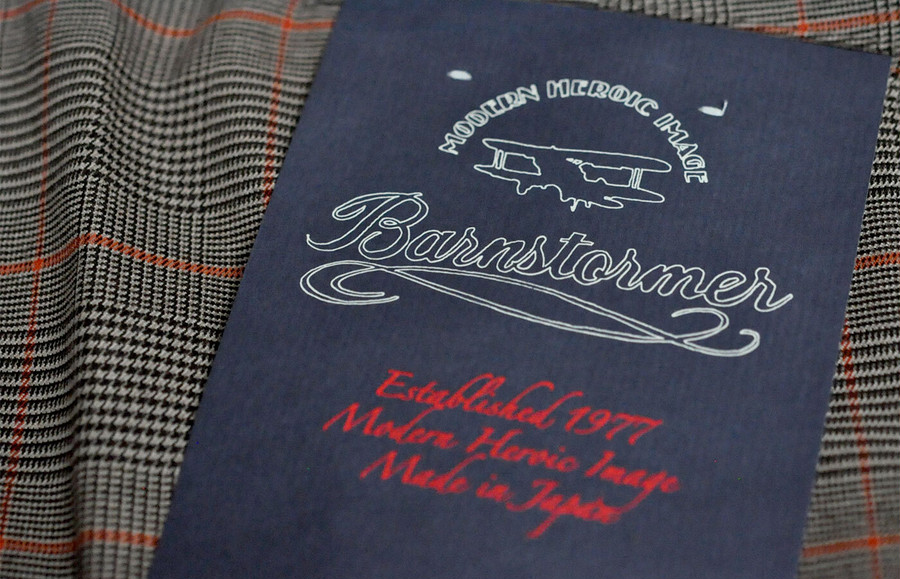 MODERN HEROIC IMAGE
Barnstormer
Established 1977
Modern Heroic Image
Made in Japan